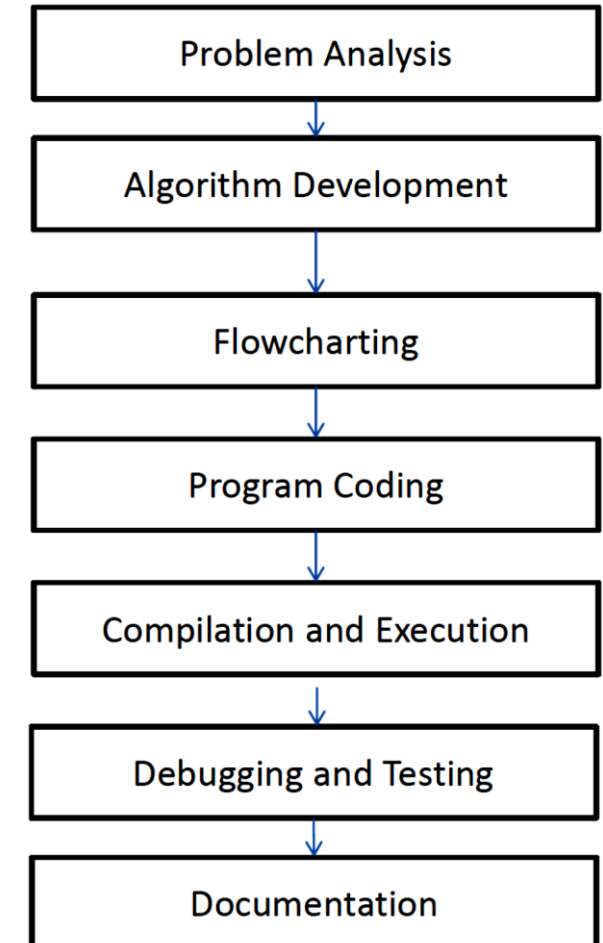 Problem Analysis
Algorithm Development
Flowcharting
Program Coding
Compilation and Execution
Debugging and Testing
Documentation